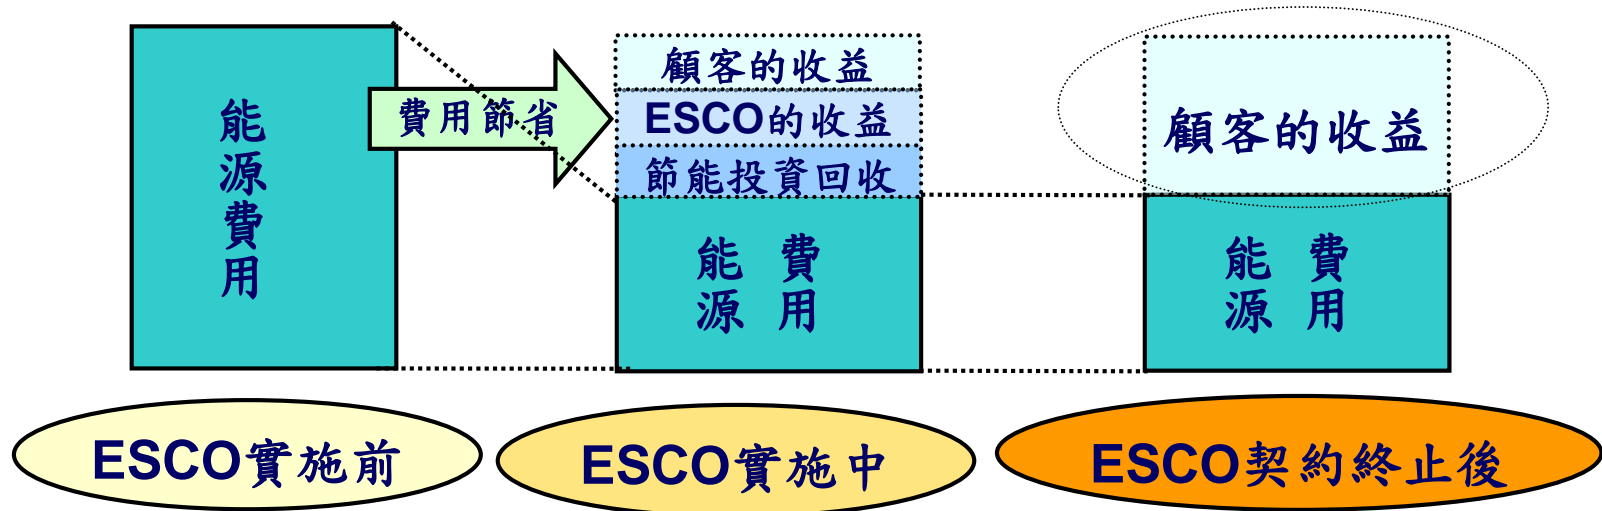 能源費用
費用節省
顧客的收益
ESCO的收益
節能投資回收
能源費用
顧客的收益
能源費用
ESCO實施前
ESCO實施中
ESCO契約終止後